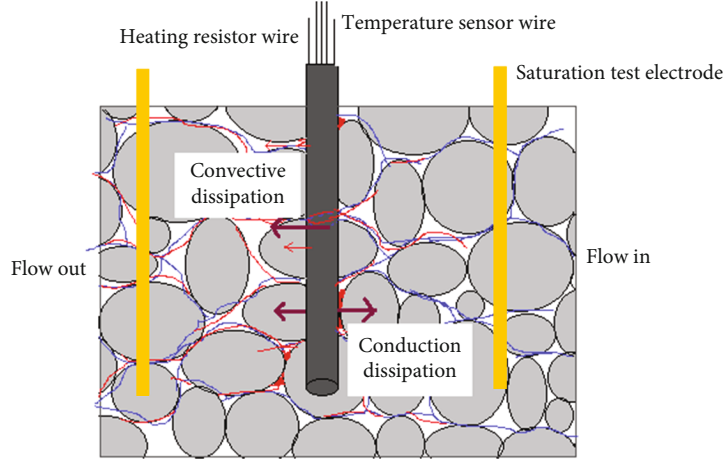 Temperature sensor wire
Heating resistor wire
Saturation test electrode
Convective
dissipation
Flow out
Flow in
Conduction
dissipation